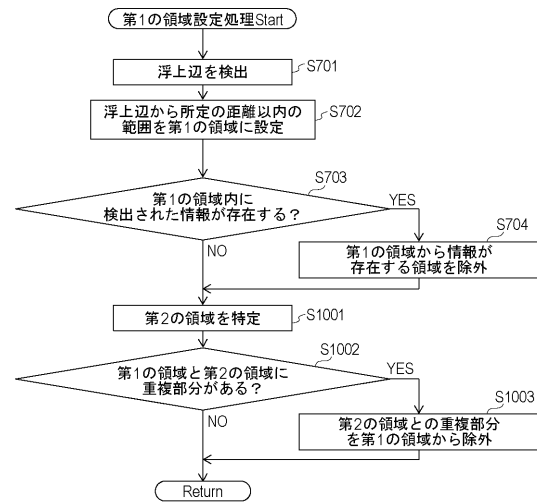 第1の領域設定処理Start
浮上辺を検出
S701
浮上辺から所定の距離以内の
範囲を第1の領域に設定
S702
S703
第1の領域内に
検出された情報が存在する？
YES
NO
S704
第1の領域から情報が
存在する領域を除外
第2の領域を特定
S1001
S1002
第1の領域と第2の領域に
重複部分がある？
YES
NO
S1003
第2の領域との重複部分
を第1の領域から除外
Return